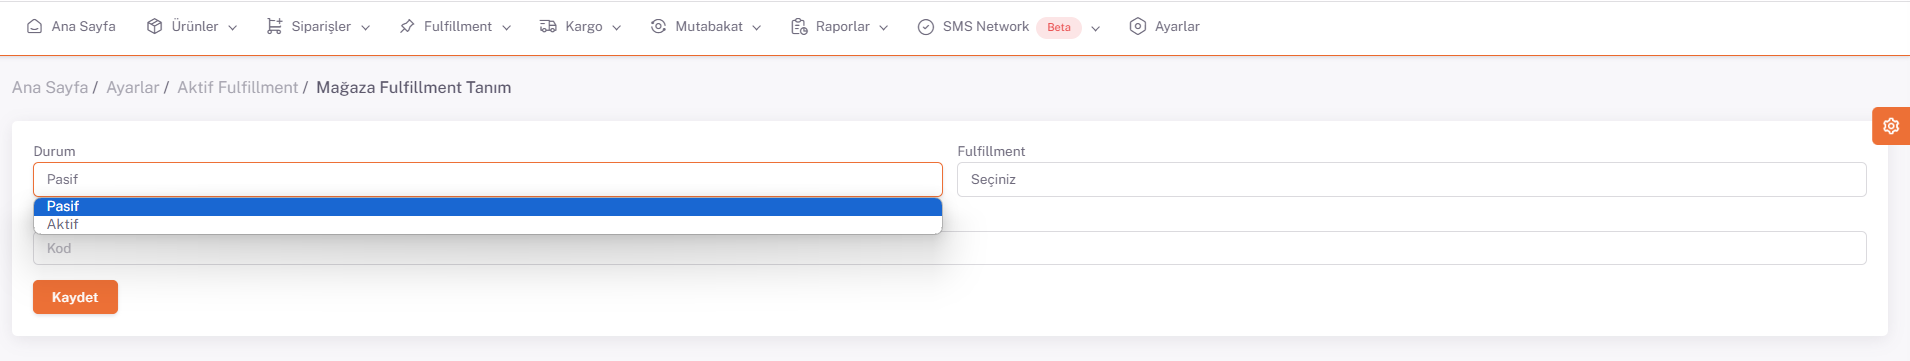 Ana Sayfa Ürünler Siparişler Fulfillment Kargo Mutabakat Raporlar SMS Network Beta Ayarlar
Ana Sayfa / Ayarlar / Aktif Fulfillment / Mağaza Fulfillment Tanım
Durum Fulfillment
Pasif Seçiniz
Pasif
Aktif
Kod
Kaydet